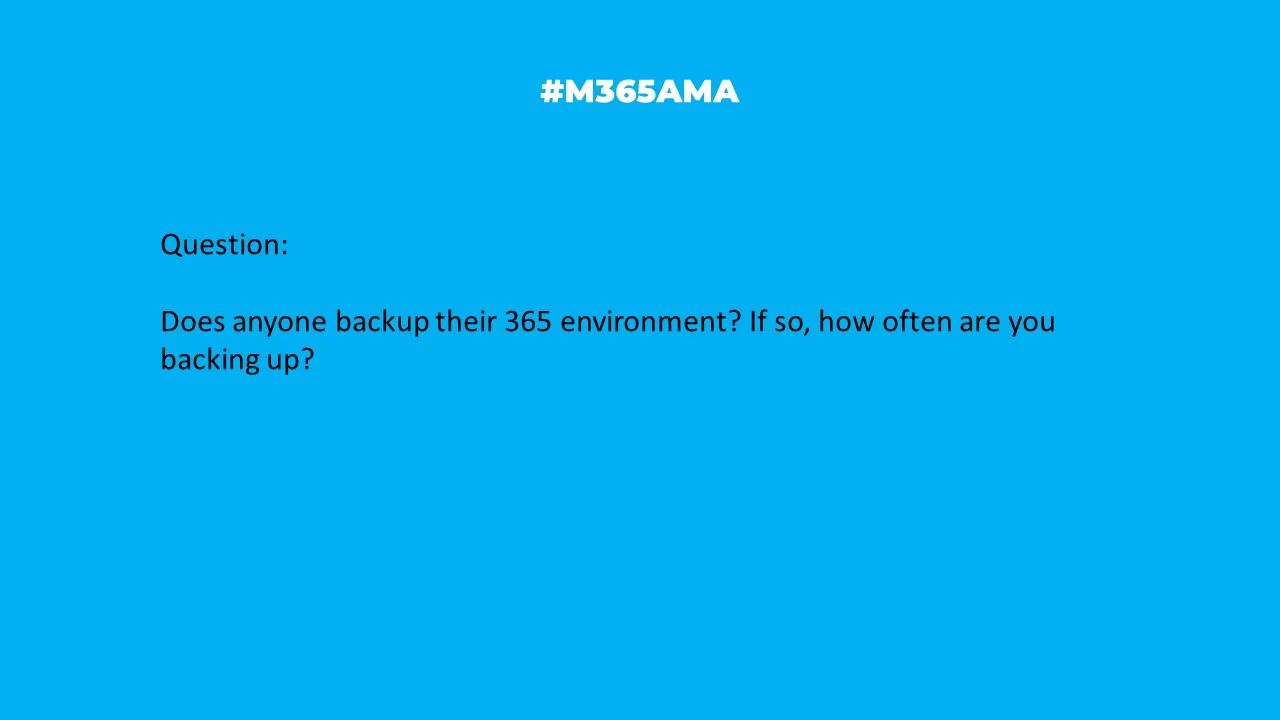 #M365AMA
Question:
Does anyone backup their 365 environment? If so, how often are you
backing up?